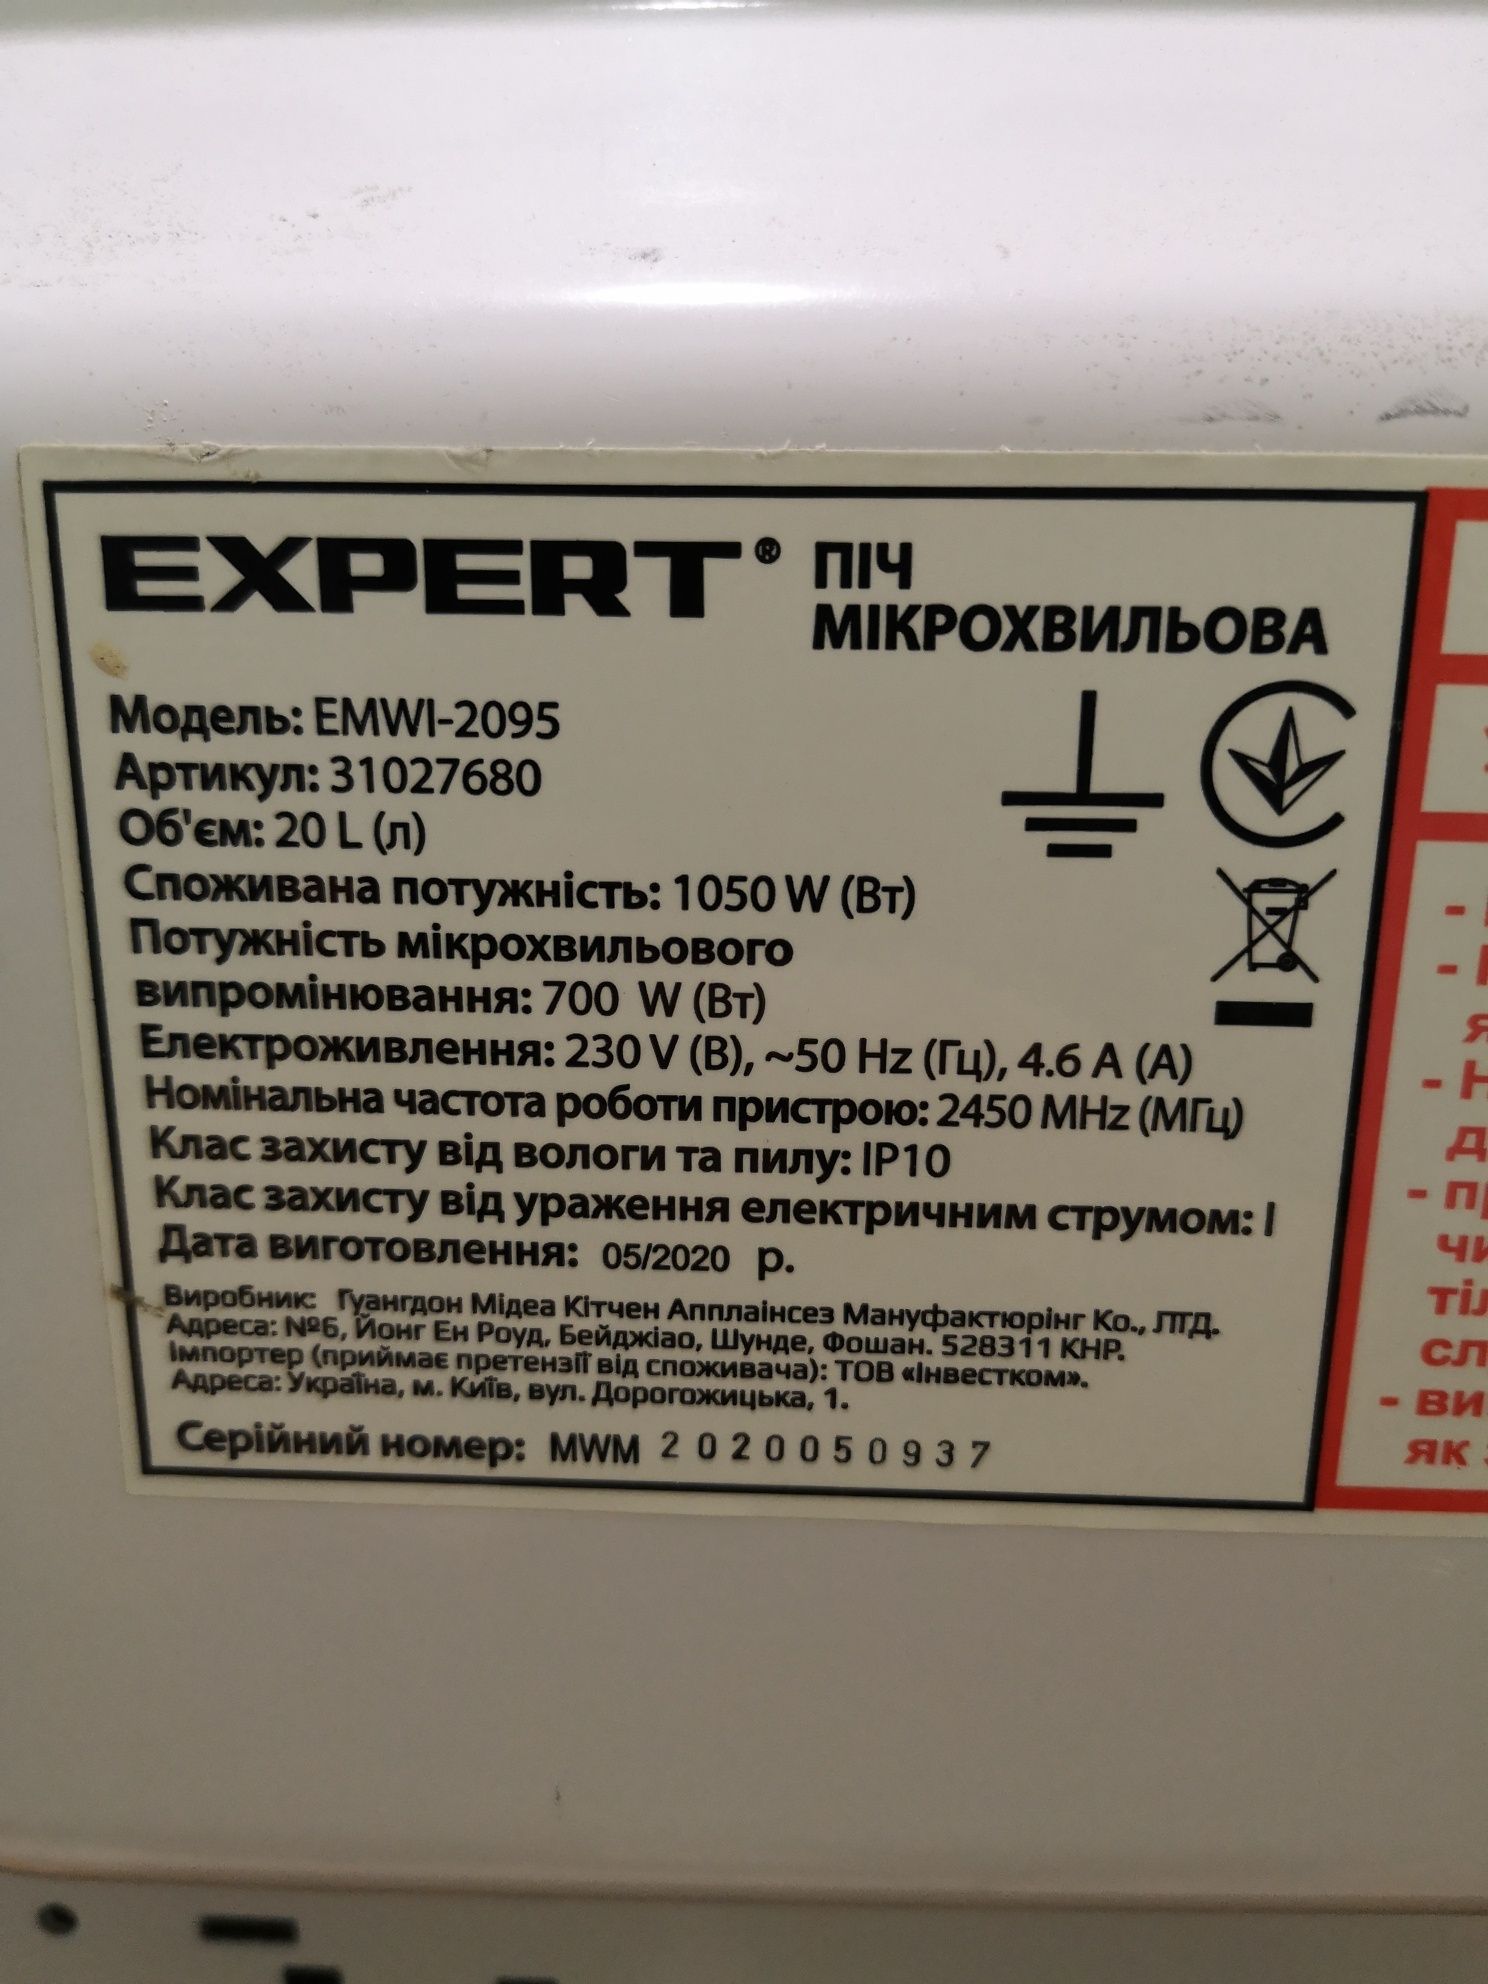 EXPERT® ПІЧ
МІКРОХВИЛЬОВА
Модель: EMWI-2095
Артикул: 31027680
Об'єм: 20 L (л)
Споживана потужність: 1050 W (Вт)
Потужність мікрохвильового
випромінювання: 700 W (Вт)
Електроживлення: 230 V (В), ~50 Hz (Гц), 4.6 A (А)
Номінальна частота роботи пристрою: 2450 MHz (МГц)
Клас захисту від вологи та пилу: IP10
Клас захисту від ураження електричним струмом: I
Дата виготовлення: 05/2020 р.
Виробник: Гуангдон Мідеа Кітчен Апплаінсез Мануфактюрінг Ко., ЛТД.
Адреса: №6, Йонг Ен Роуд, Бейджіао, Шунде, Фошан. 528311 КНР.
Імпортер (приймає претензії від споживача): ТОВ «Інвестком».
Адреса: Україна, м. Київ, вул. Дорогожицька, 1.
Серійний номер: MWM 2020050937